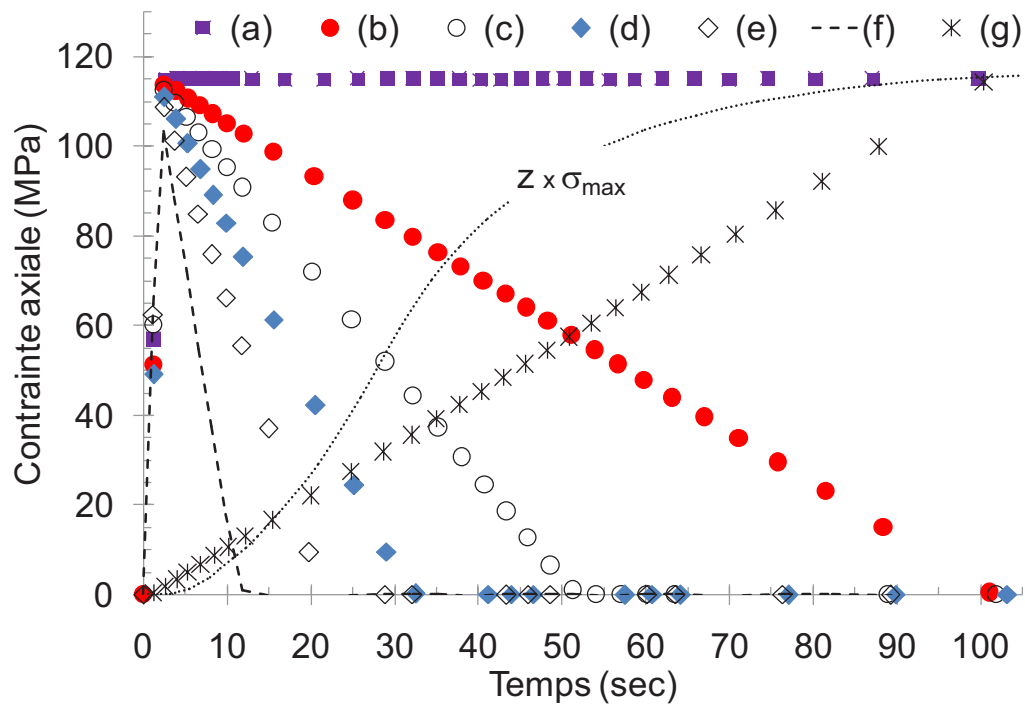 (a) (b) (c) (d) (e) (f) (g)
120
100
80
60
40
20
0
Contrainte axiale (MPa)
z x σmax
0 10 20 30 40 50 60 70 80 90 100
Temps (sec)